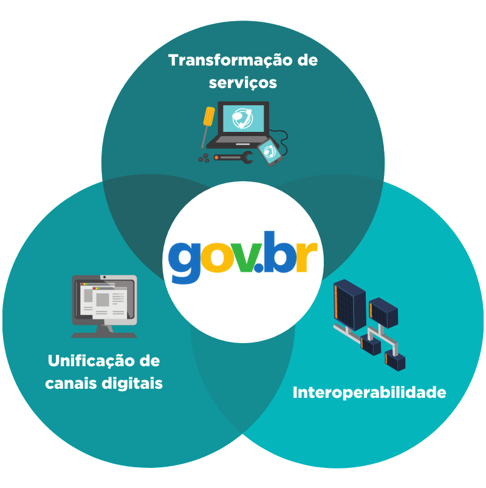 Transformação de
serviços
gov.br
Unificação de
canais digitais
Interoperabilidade